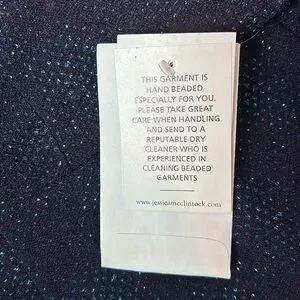 THIS GARMENT IS
HAND BEADED
ESPECIALLY FOR YOU.
PLEASE TAKE GREAT
CARE WHEN HANDLING
AND SEND TO A
REPUTABLE DRY
CLEANER WHO IS
EXPERIENCED IN
CLEANING BEADED
GARMENTS
www.jessicamcclintock.com